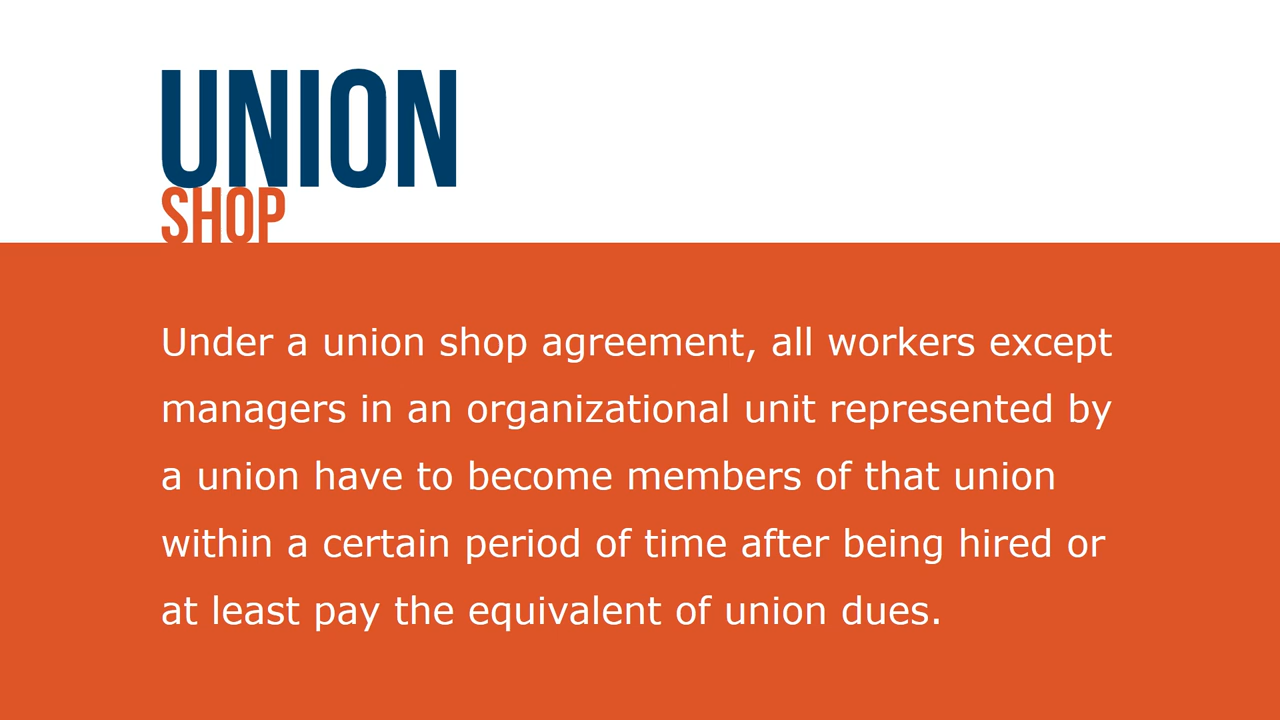 UNION
SHOP
Under a union shop agreement, all workers except
managers in an organizational unit represented by
a union have to become members of that union
within a certain period of time after being hired or
at least pay the equivalent of union dues.